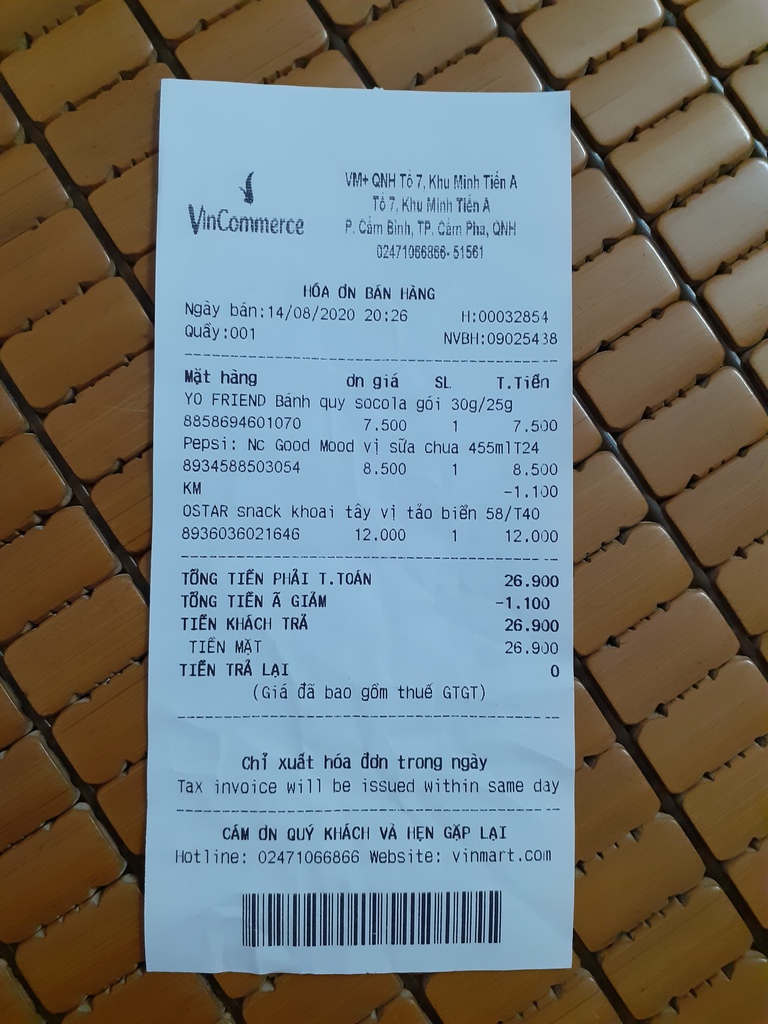 VinCommerce
VM+ QNH Tổ 7, Khu Minh Tiến A
Tổ 7, Khu Minh Tiến A
P. Cẩm Bình, TP. Cẩm Phả, QNH
02471066866-51561
HÓA ƠN BÁN HÀNG
Ngày bán:14/08/2020 20:26 H:00032854
Quầy:001 NVBH:09025438
Mặt hàng ơn giá SL T.Tiền
YO FRIEND Bánh quy socola gói 30g/25g
8858694601070 7.500 1 7.500
Pepsi: NC Good Mood vị sữa chua 455mlT24
8934588503054 8.500 1 8.500
KM -1.100
OSTAR snack khoai tây vị tảo biển 58/T40
8936036021646 12.000 1 12.000
TỔNG TIỀN PHẢI T.TOÁN 26.900
TỔNG TIỀN Ã GIẢM -1.100
TIỀN KHÁCH TRẢ 26.900
TIỀN MẶT 26.900
TIỀN TRẢ LẠI 0
(Giá đã bao gồm thuế GTGT)
Chỉ xuất hóa đơn trong ngày
Tax invoice will be issued within same day
CẢM ƠN QUÝ KHÁCH VÀ HẸN GẶP LẠI
Hotline: 02471066866 Website: vinmart.com